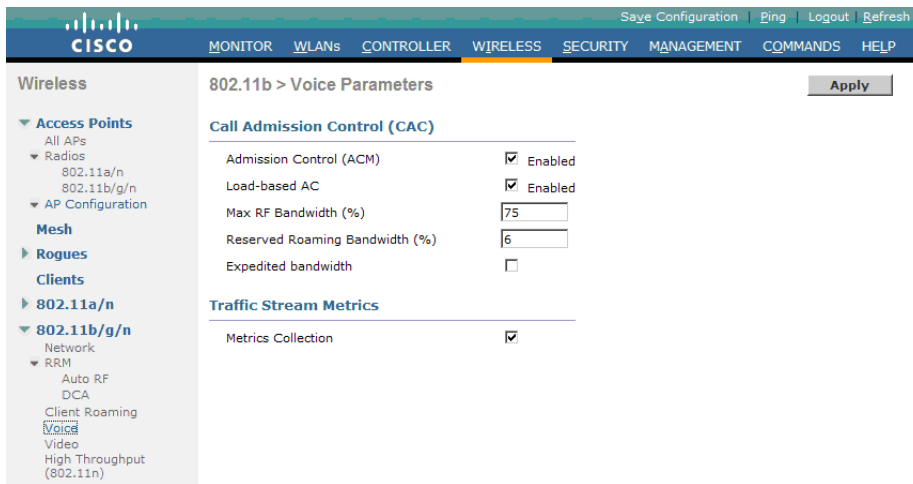 Save Configuration | Ping | Logout | Refresh
CISCO
MONITOR WLANs CONTROLLER WIRELESS SECURITY MANAGEMENT COMMANDS HELP
Wireless
Access Points
All APs
Radios
802.11a/n
802.11b/g/n
AP Configuration
Mesh
Rogues
Clients
802.11a/n
802.11b/g/n
Network
RRM
Auto RF
DCA
Client Roaming
Voice
Video
High Throughput
(802.11n)
802.11b > Voice Parameters
Apply
Call Admission Control (CAC)
Admission Control (ACM) Enabled
Load-based AC Enabled
Max RF Bandwidth (%) 75
Reserved Roaming Bandwidth (%) 6
Expedited bandwidth
Traffic Stream Metrics
Metrics Collection